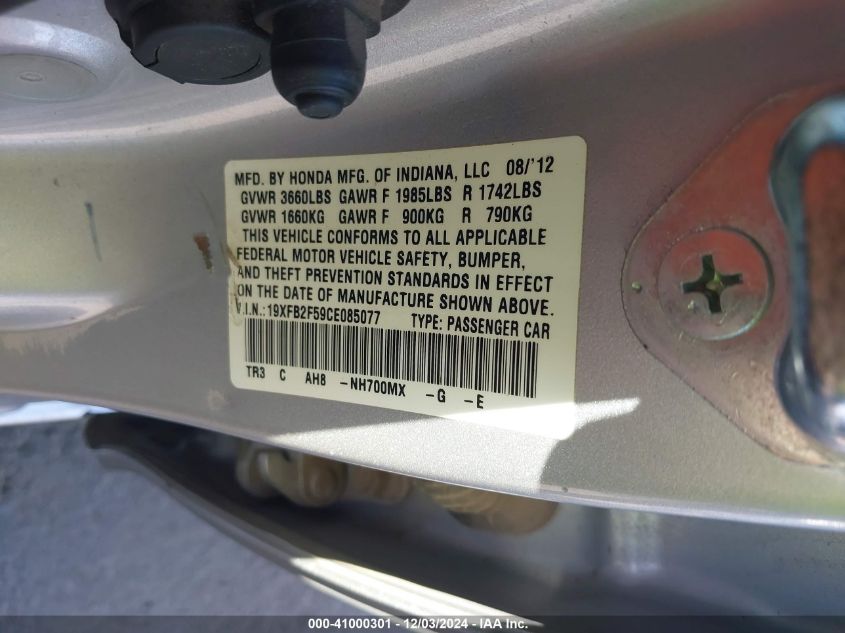 MFD. BY HONDA MFG. OF INDIANA, LLC 08/'12
GVWR 3660LBS GAWR F 1985LBS R 1742LBS
GVWR 1660KG GAWR F 900KG R 790KG
THIS VEHICLE CONFORMS TO ALL APPLICABLE
FEDERAL MOTOR VEHICLE SAFETY, BUMPER,
AND THEFT PREVENTION STANDARDS IN EFFECT
ON THE DATE OF MANUFACTURE SHOWN ABOVE.
V.I.N.:19XFB2F59CE085077 TYPE: PASSENGER CAR
TR3 C AH8 -NH700MX -G -E
000-41000301 - 12/03/2024 - IAA Inc.